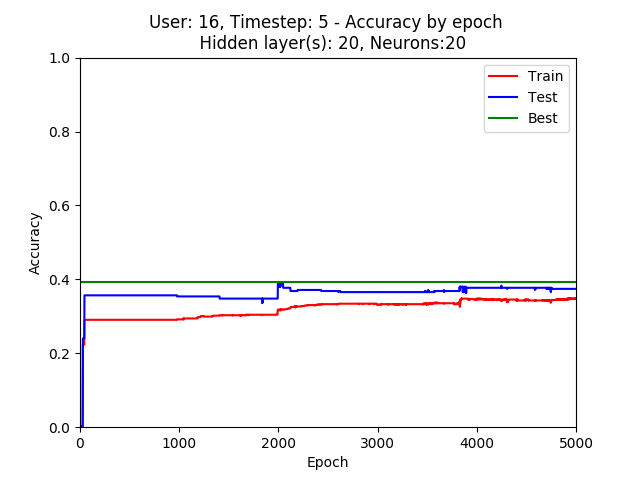 User: 16, Timestep: 5 - Accuracy by epoch
Hidden layer(s): 20, Neurons:20
Train
Test
Best
Accuracy
1.0
0.8
0.6
0.4
0.2
0.0
0 1000 2000 3000 4000 5000
Epoch